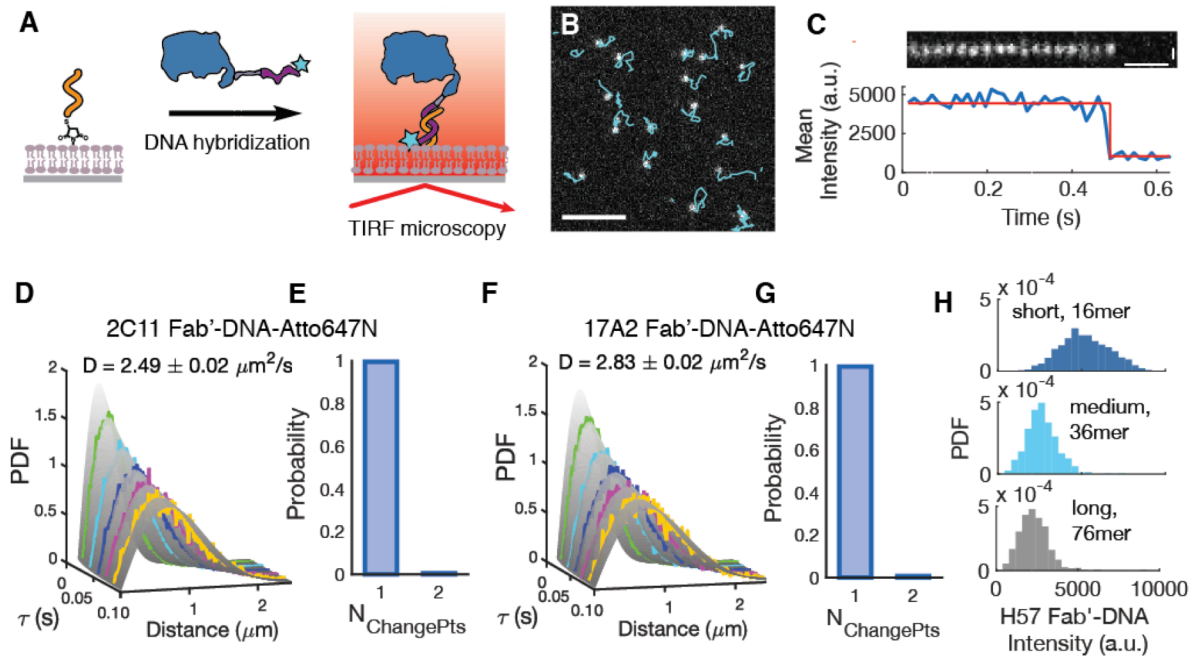 A
DNA hybridization
TIRF microscopy
B
C
Mean
Intensity (a.u.)
5000
2500
0
0
0.2
0.4
0.6
Time (s)
D
E
2C11 Fab'-DNA-Atto647N
D = 2.49 ± 0.02 μm²/s
PDF
2
1.5
1
0.5
0
0
0.05
0.10
τ (s)
1
2
Distance (μm)
Probability
1
0.8
0.6
0.4
0.2
0
1
2
N_ChangePts
F
G
17A2 Fab'-DNA-Atto647N
D = 2.83 ± 0.02 μm²/s
PDF
2
1.5
1
0.5
0
0
0.05
0.10
τ (s)
1
2
Distance (μm)
Probability
1
0.8
0.6
0.4
0.2
0
1
2
N_ChangePts
H
x 10⁻⁴
5
short, 16mer
0
x 10⁻⁴
5
medium,
36mer
PDF
0
x 10⁻⁴
5
long,
76mer
0
0
5000
10000
H57 Fab'-DNA
Intensity (a.u.)